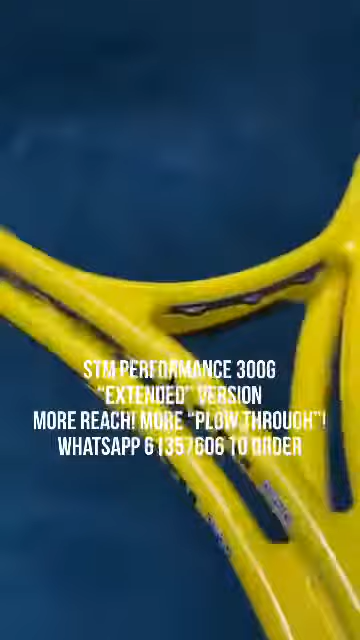 STM PERFORMANCE 300G
"EXTENDED" VERSION
MORE REACH! MORE "PLOW THROUGH"!
WHATSAPP 61357606 TO ORDER